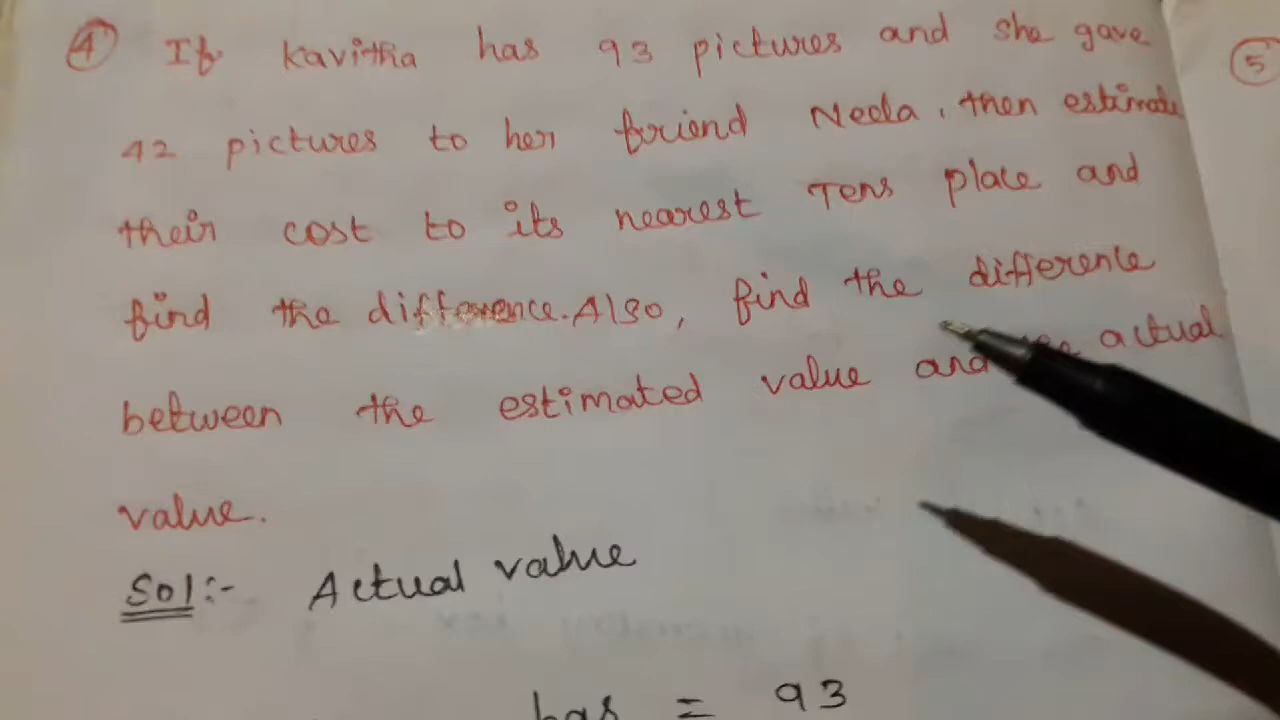 ④ If Kavitha has 93 pictures and she gave
42 pictures to her friend Neela, then estimate
their cost to its nearest Tens place and
find the difference. Also, find the difference
between the estimated value and actual
value.
Sol:- Actual value
has = 93
⑤